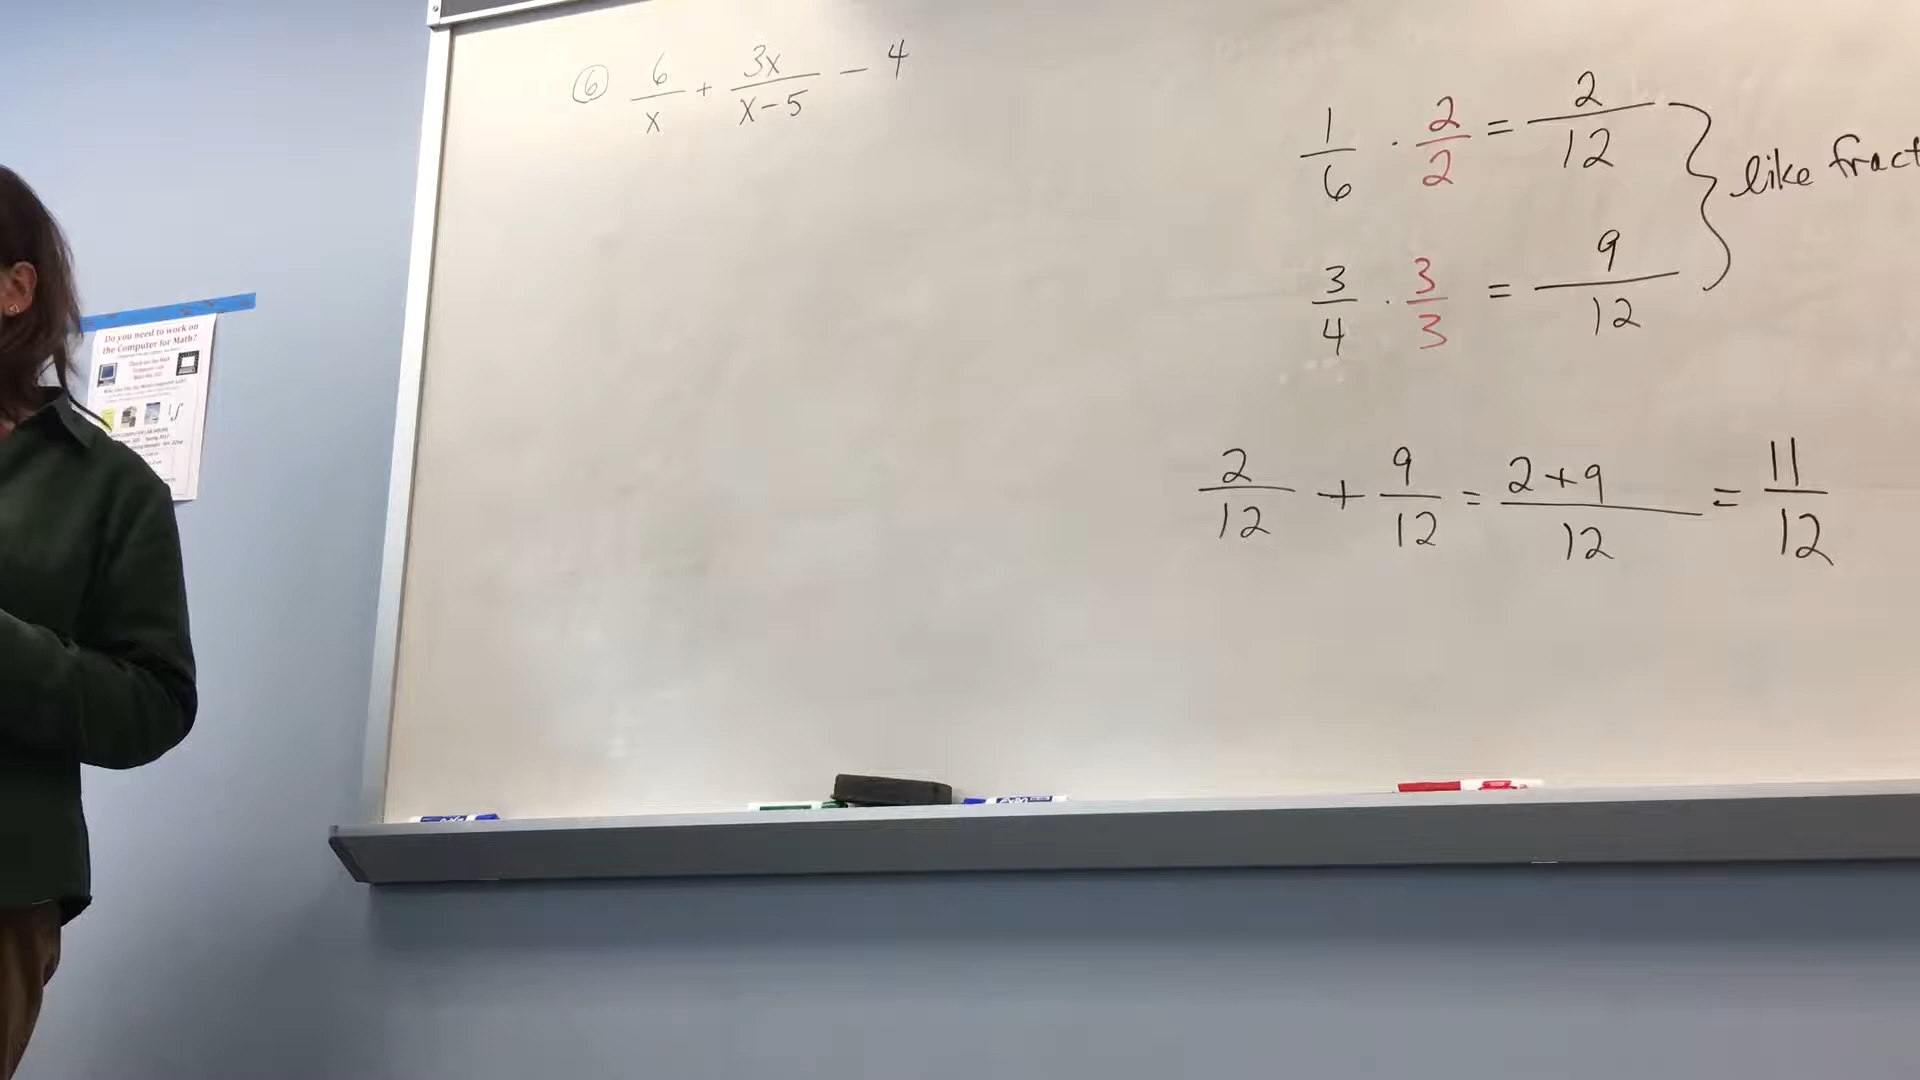 ⑥ 6/x + 3x/(x-5) - 4
1/6 · 2/2 = 2/12
like fract
3/4 · 3/3 = 9/12
2/12 + 9/12 = (2+9)/12 = 11/12
Do you need to work on
the Computer for Math?
EXPO